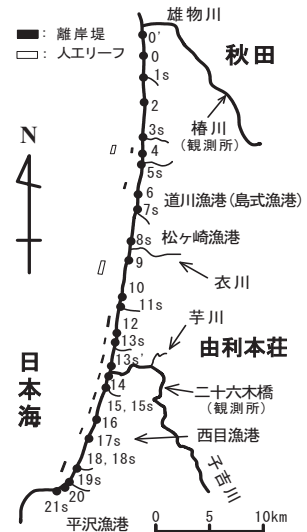 雄物川
■: 離岸堤
□: 人工リーフ
0'
秋田
0
1s
2
椿川
(観測所)
3s
N
4
5s
6
道川漁港(島式漁港)
7s
8s
松ヶ崎漁港
9
衣川
10
11s
芋川
12
13s
由利本荘
13s'
日本海
14
二十六木橋
(観測所)
15, 15s
16
17s
西目漁港
子吉川
18, 18s
19s
20
21s
平沢漁港
0
5
10km